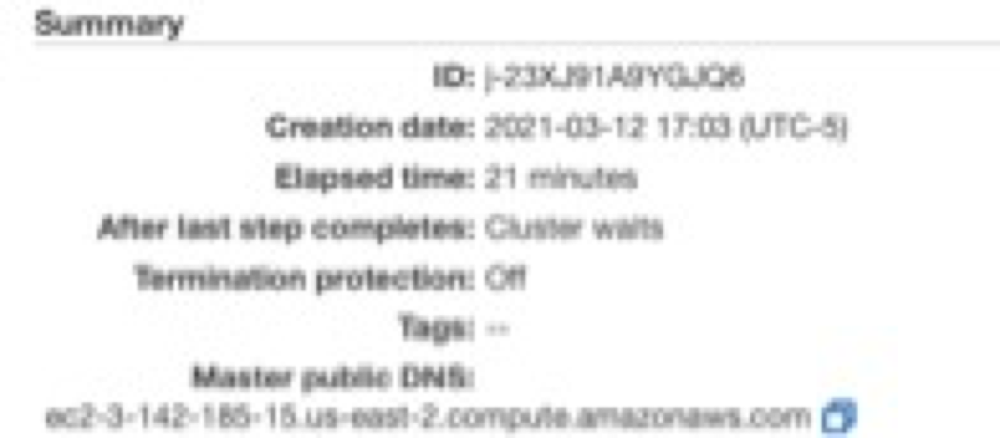 Summary
ID: j-23XJ91A9YGJQ6
Creation date: 2021-03-12 17:03 (UTC-5)
Elapsed time: 21 minutes
After last step completes: Cluster waits
Termination protection: Off
Tags: --
Master public DNS:
ec2-3-142-185-15.us-east-2.compute.amazonaws.com